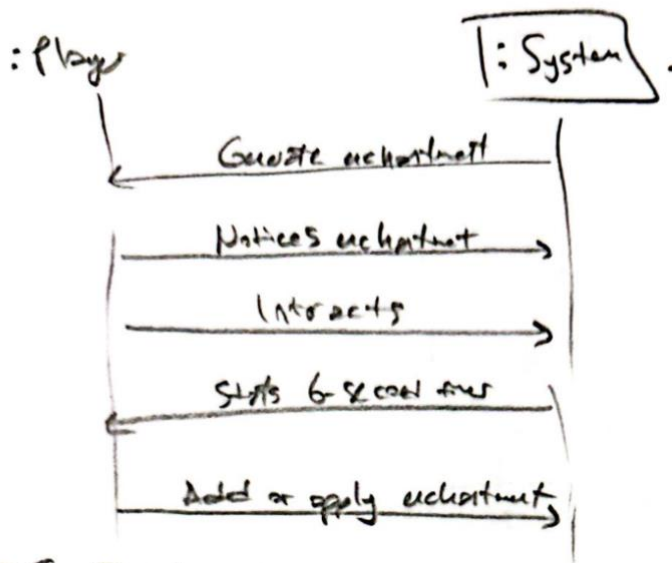 :Player
:System
Generate enchantment
Notices enchantment
Interacts
Starts 6-second timer
Add or apply enchantment